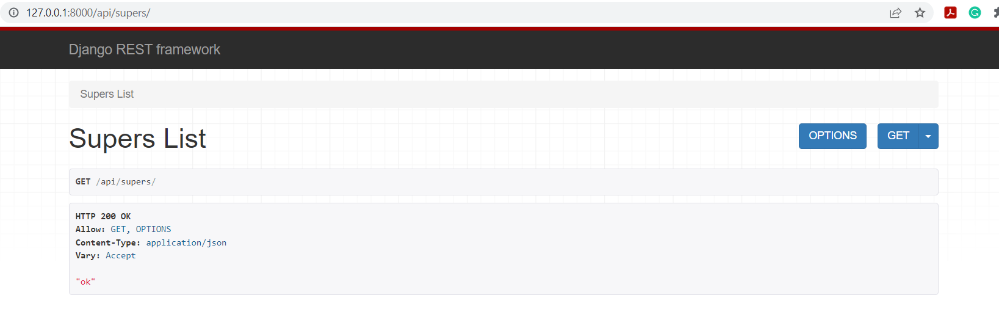 127.0.0.1:8000/api/supers/
Django REST framework
Supers List
Supers List
OPTIONS
GET
GET /api/supers/
HTTP 200 OK
Allow: GET, OPTIONS
Content-Type: application/json
Vary: Accept
"ok"